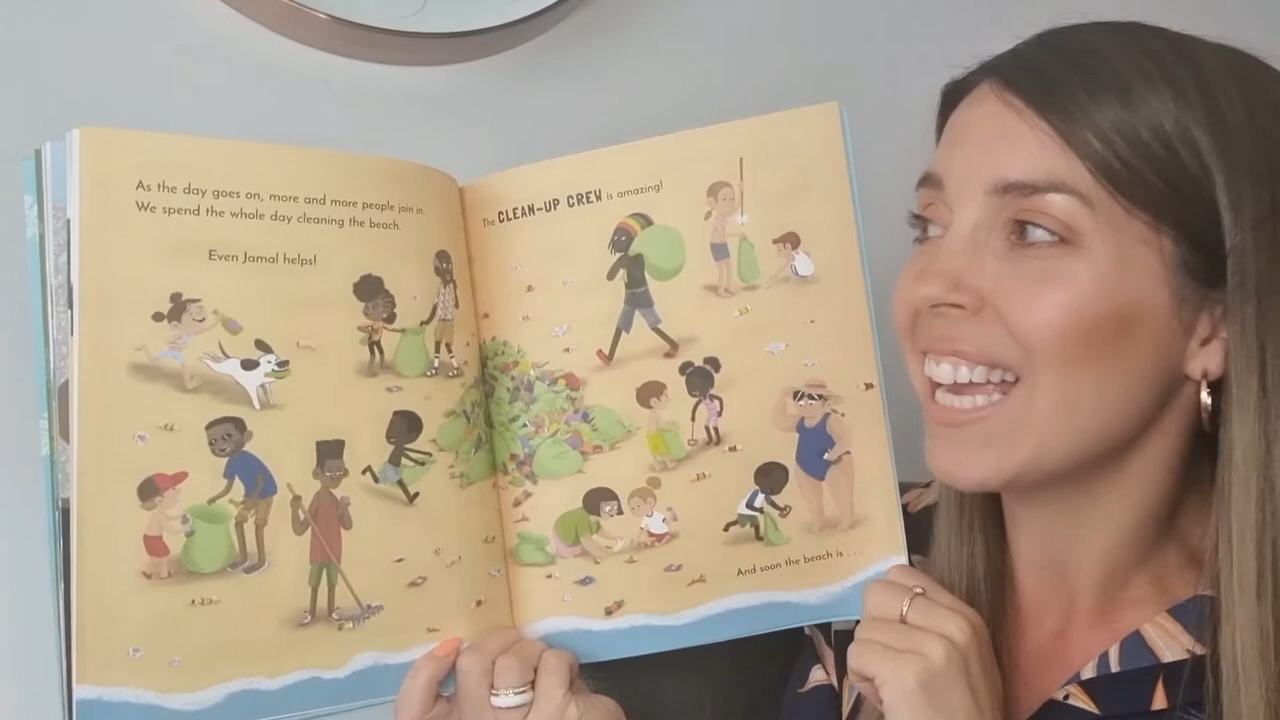 As the day goes on, more and more people join in.
We spend the whole day cleaning the beach.
Even Jamal helps!
The CLEAN-UP CREW is amazing!
And soon the beach is . . .